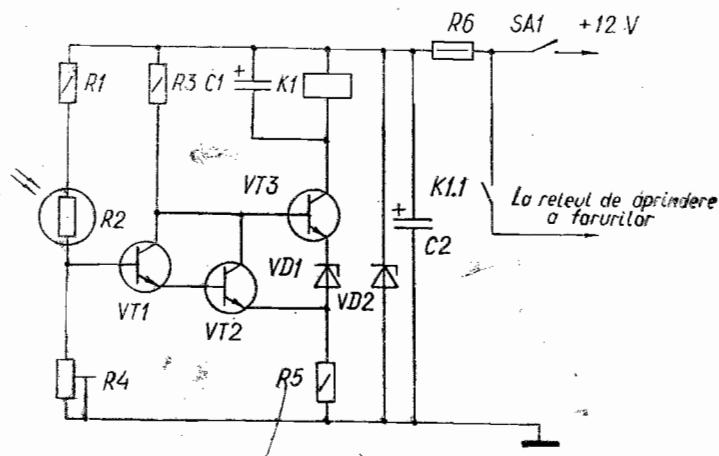 R6
SA1
+12 V
R1
R3
C1
+
K1
R2
VT3
K1.1
La releul de aprindere
a farurilor
+
C2
VD1
VD2
VT1
VT2
R4
R5